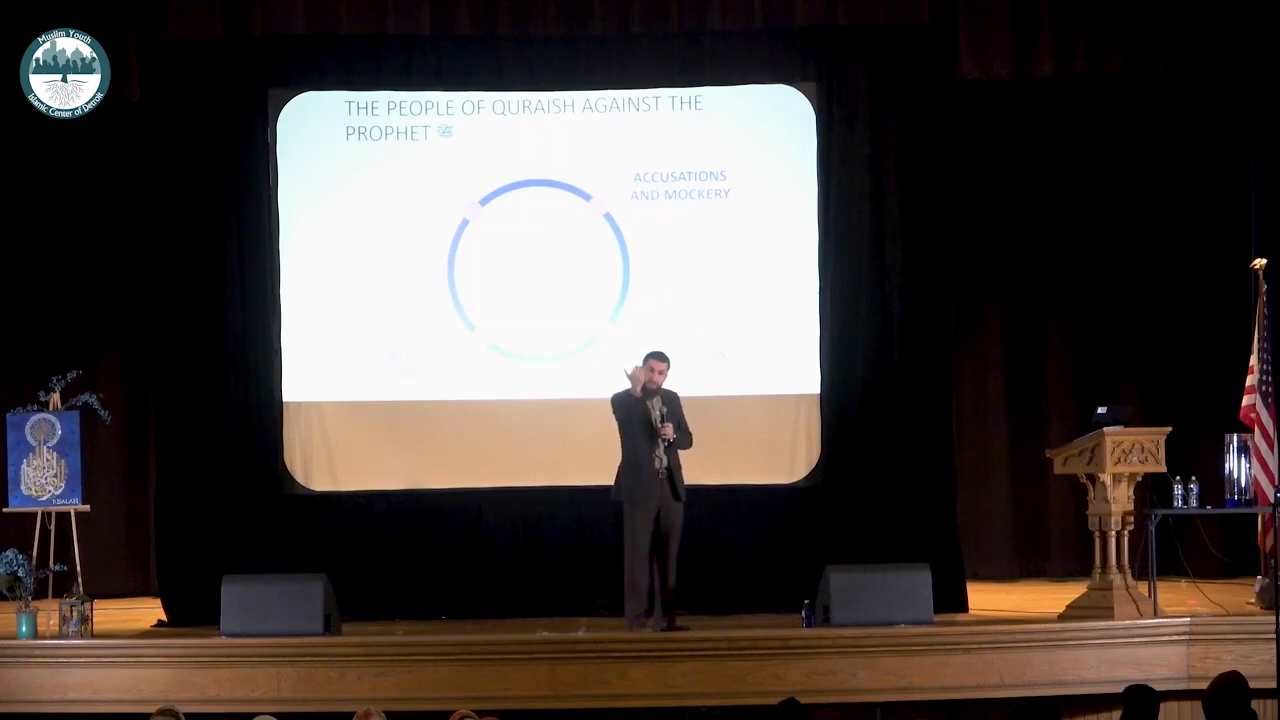 Muslim Youth
Islamic Center of Detroit
THE PEOPLE OF QURAISH AGAINST THE
PROPHET ﷺ
ACCUSATIONS
AND MOCKERY
RISALAH